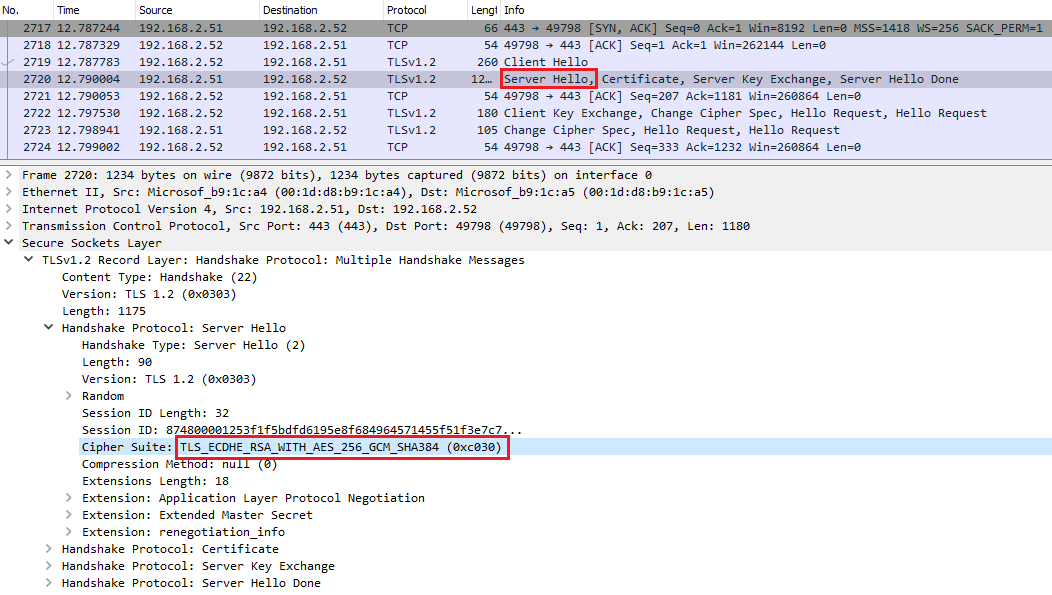 No. Time Source Destination Protocol Lengt Info
2717 12.787244 192.168.2.51 192.168.2.52 TCP 66 443 → 49798 [SYN, ACK] Seq=0 Ack=1 Win=8192 Len=0 MSS=1418 WS=256 SACK_PERM=1
2718 12.787329 192.168.2.52 192.168.2.51 TCP 54 49798 → 443 [ACK] Seq=1 Ack=1 Win=262144 Len=0
2719 12.787783 192.168.2.52 192.168.2.51 TLSv1.2 260 Client Hello
2720 12.790004 192.168.2.51 192.168.2.52 TLSv1.2 12… Server Hello, Certificate, Server Key Exchange, Server Hello Done
2721 12.790053 192.168.2.52 192.168.2.51 TCP 54 49798 → 443 [ACK] Seq=207 Ack=1181 Win=260864 Len=0
2722 12.797530 192.168.2.52 192.168.2.51 TLSv1.2 180 Client Key Exchange, Change Cipher Spec, Hello Request, Hello Request
2723 12.798941 192.168.2.51 192.168.2.52 TLSv1.2 105 Change Cipher Spec, Hello Request, Hello Request
2724 12.799002 192.168.2.52 192.168.2.51 TCP 54 49798 → 443 [ACK] Seq=333 Ack=1232 Win=260864 Len=0
Frame 2720: 1234 bytes on wire (9872 bits), 1234 bytes captured (9872 bits) on interface 0
Ethernet II, Src: Microsof_b9:1c:a4 (00:1d:d8:b9:1c:a4), Dst: Microsof_b9:1c:a5 (00:1d:d8:b9:1c:a5)
Internet Protocol Version 4, Src: 192.168.2.51, Dst: 192.168.2.52
Transmission Control Protocol, Src Port: 443 (443), Dst Port: 49798 (49798), Seq: 1, Ack: 207, Len: 1180
Secure Sockets Layer
TLSv1.2 Record Layer: Handshake Protocol: Multiple Handshake Messages
Content Type: Handshake (22)
Version: TLS 1.2 (0x0303)
Length: 1175
Handshake Protocol: Server Hello
Handshake Type: Server Hello (2)
Length: 90
Version: TLS 1.2 (0x0303)
Random
Session ID Length: 32
Session ID: 874800001253f1f5bdfd6195e8f684964571455f51f3e7c7...
Cipher Suite: TLS_ECDHE_RSA_WITH_AES_256_GCM_SHA384 (0xc030)
Compression Method: null (0)
Extensions Length: 18
Extension: Application Layer Protocol Negotiation
Extension: Extended Master Secret
Extension: renegotiation_info
Handshake Protocol: Certificate
Handshake Protocol: Server Key Exchange
Handshake Protocol: Server Hello Done